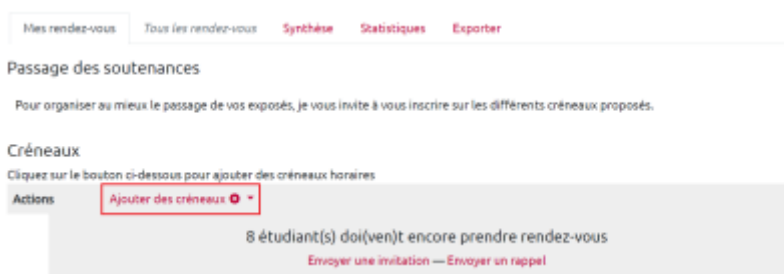 Mes rendez-vous Tous les rendez-vous Synthèse Statistiques Exporter
Passage des soutenances
Pour organiser au mieux le passage de vos exposés, je vous invite à vous inscrire sur les différents créneaux proposés.
Créneaux
Cliquez sur le bouton ci-dessous pour ajouter des créneaux horaires
Actions Ajouter des créneaux
8 étudiant(s) doi(ven)t encore prendre rendez-vous
Envoyer une invitation — Envoyer un rappel